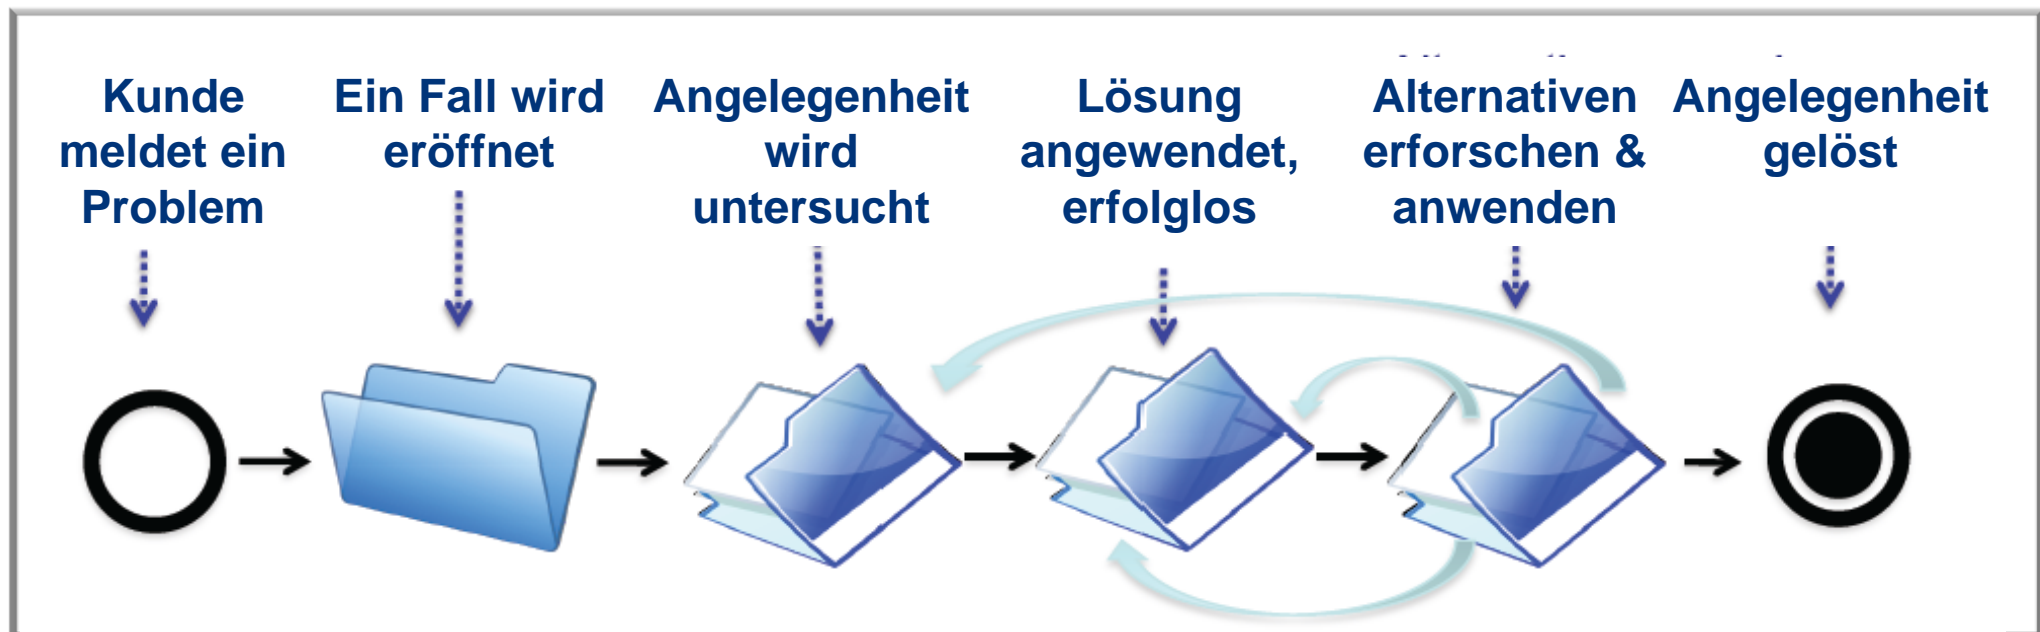 Kunde
meldet ein
Problem
Ein Fall wird
eröffnet
Angelegenheit
wird
untersucht
Lösung
angewendet,
erfolglos
Alternativen
erforschen &
anwenden
Angelegenheit
gelöst